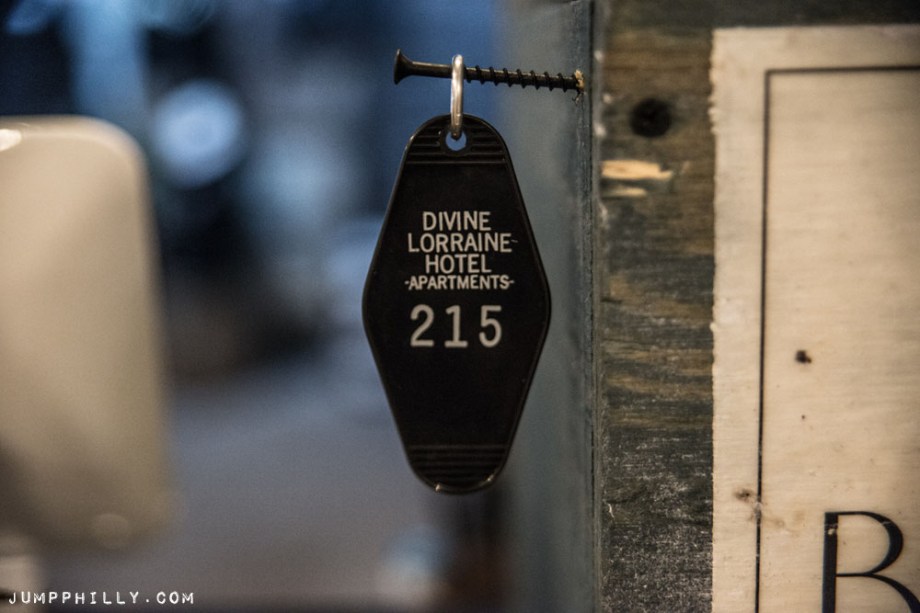 DIVINE
LORRAINE
HOTEL
-APARTMENTS-
215
B
JUMPPHILLY.COM